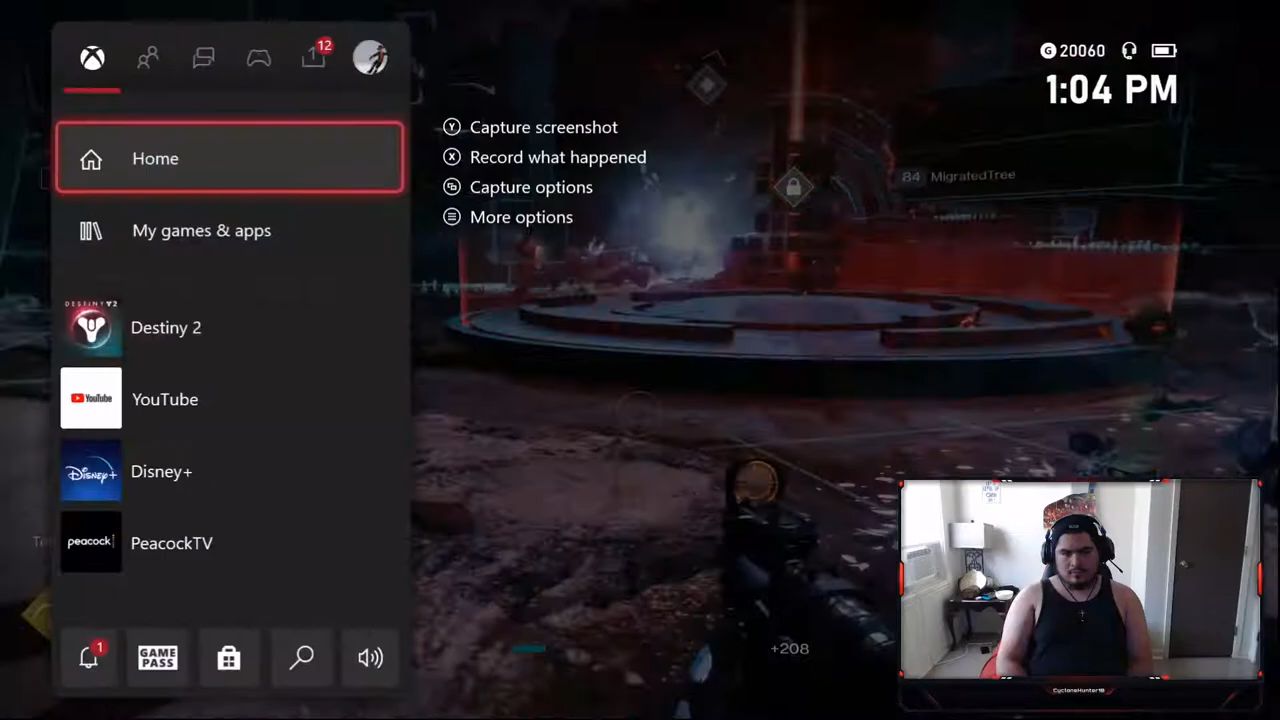 12
G 20060
1:04 PM
Home
My games & apps
DESTINY 2
Destiny 2
YouTube
YouTube
Disney+
Disney+
peacock
PeacockTV
1
GAME
PASS
Capture screenshot
Record what happened
Capture options
More options
Y
X
84 MigratedTree
+208
CycloneHunter18